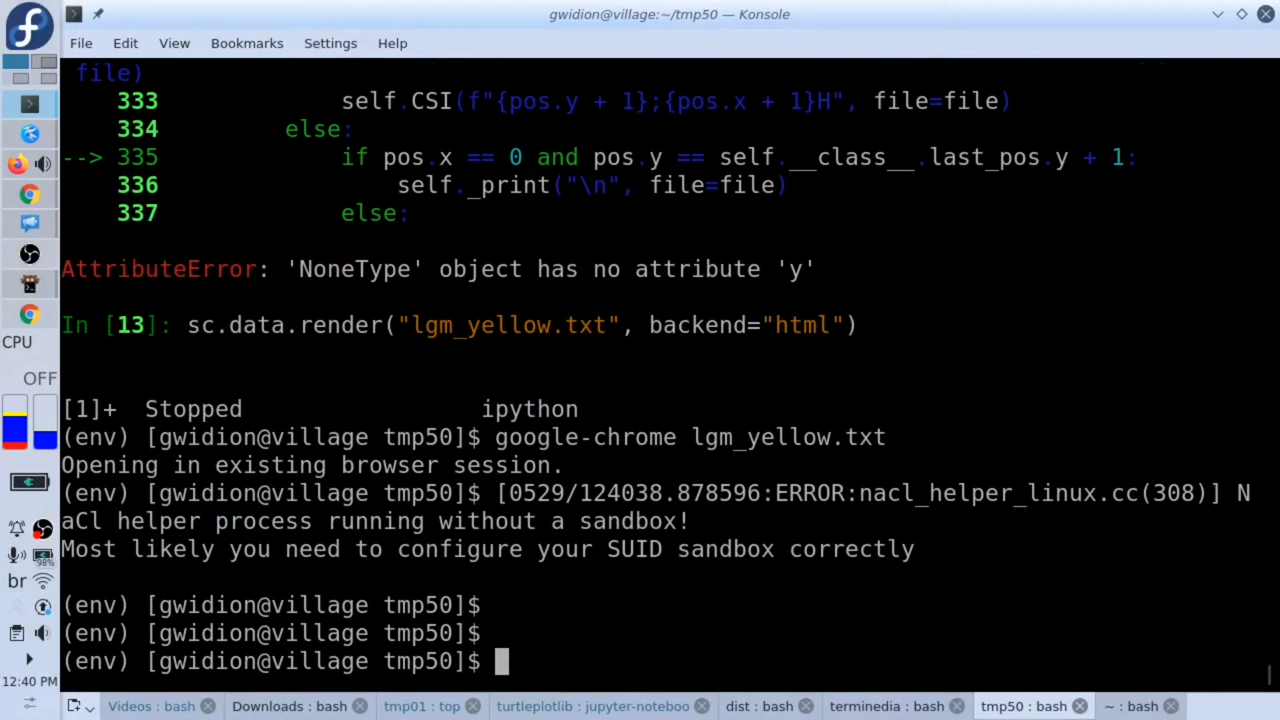 gwidion@village:~/tmp50 — Konsole
File Edit View Bookmarks Settings Help
file)
333 self.CSI(f"{pos.y + 1};{pos.x + 1}H", file=file)
334 else:
--> 335 if pos.x == 0 and pos.y == self.__class__.last_pos.y + 1:
336 self._print("\n", file=file)
337 else:
AttributeError: 'NoneType' object has no attribute 'y'
In [13]: sc.data.render("lgm_yellow.txt", backend="html")
[1]+ Stopped ipython
(env) [gwidion@village tmp50]$ google-chrome lgm_yellow.txt
Opening in existing browser session.
(env) [gwidion@village tmp50]$ [0529/124038.878596:ERROR:nacl_helper_linux.cc(308)] N
aCl helper process running without a sandbox!
Most likely you need to configure your SUID sandbox correctly
(env) [gwidion@village tmp50]$
(env) [gwidion@village tmp50]$
(env) [gwidion@village tmp50]$
CPU
OFF
98%
br
12:40 PM
Videos : bash Downloads : bash tmp01 : top turtleplotlib : jupyter-noteboo dist : bash terminedia : bash tmp50 : bash ~ : bash